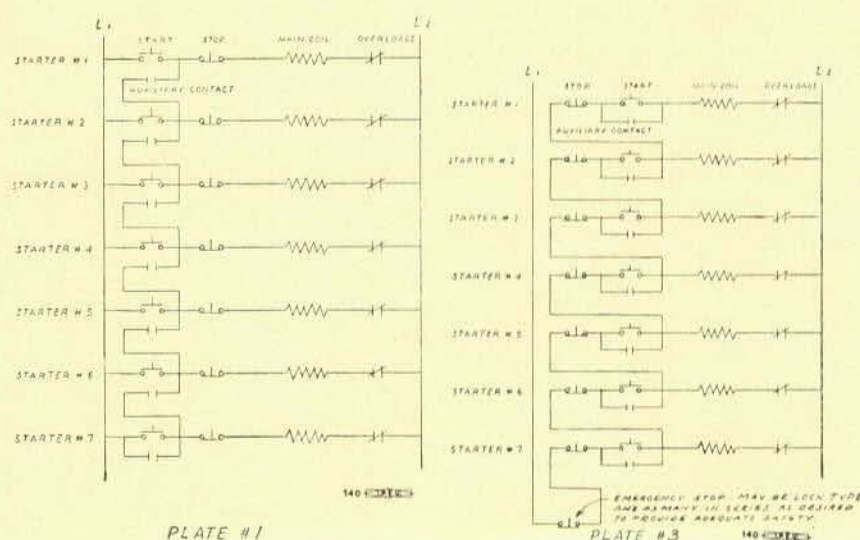 L1 L2
START STOP MAIN COIL OVERLOADS
STARTER #1
AUXILIARY CONTACT
STARTER #2
STARTER #3
STARTER #4
STARTER #5
STARTER #6
STARTER #7
140
PLATE #1
L1 L2
STOP START MAIN COIL OVERLOADS
STARTER #1
AUXILIARY CONTACT
STARTER #2
STARTER #3
STARTER #4
STARTER #5
STARTER #6
STARTER #7
EMERGENCY STOP MAY BE LOCK TYPE
AND AS MANY IN SERIES AS DESIRED
TO PROVIDE ADEQUATE SAFETY
PLATE #3
140